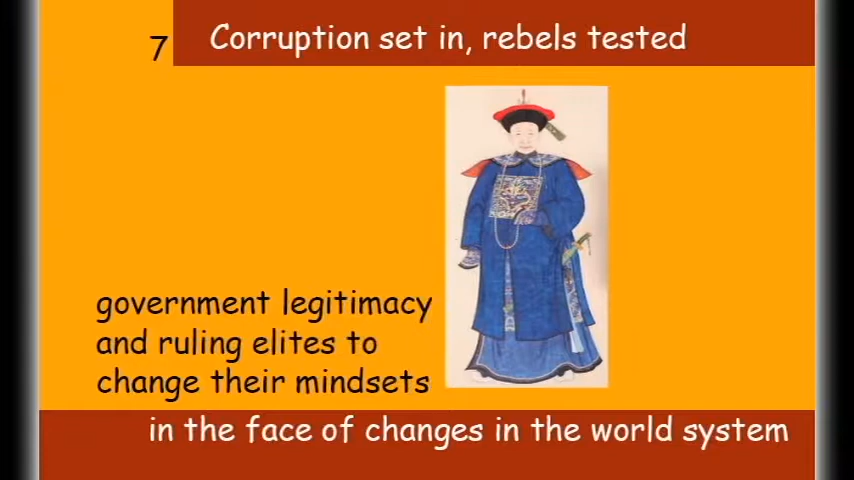 7
Corruption set in, rebels tested
government legitimacy
and ruling elites to
change their mindsets
in the face of changes in the world system